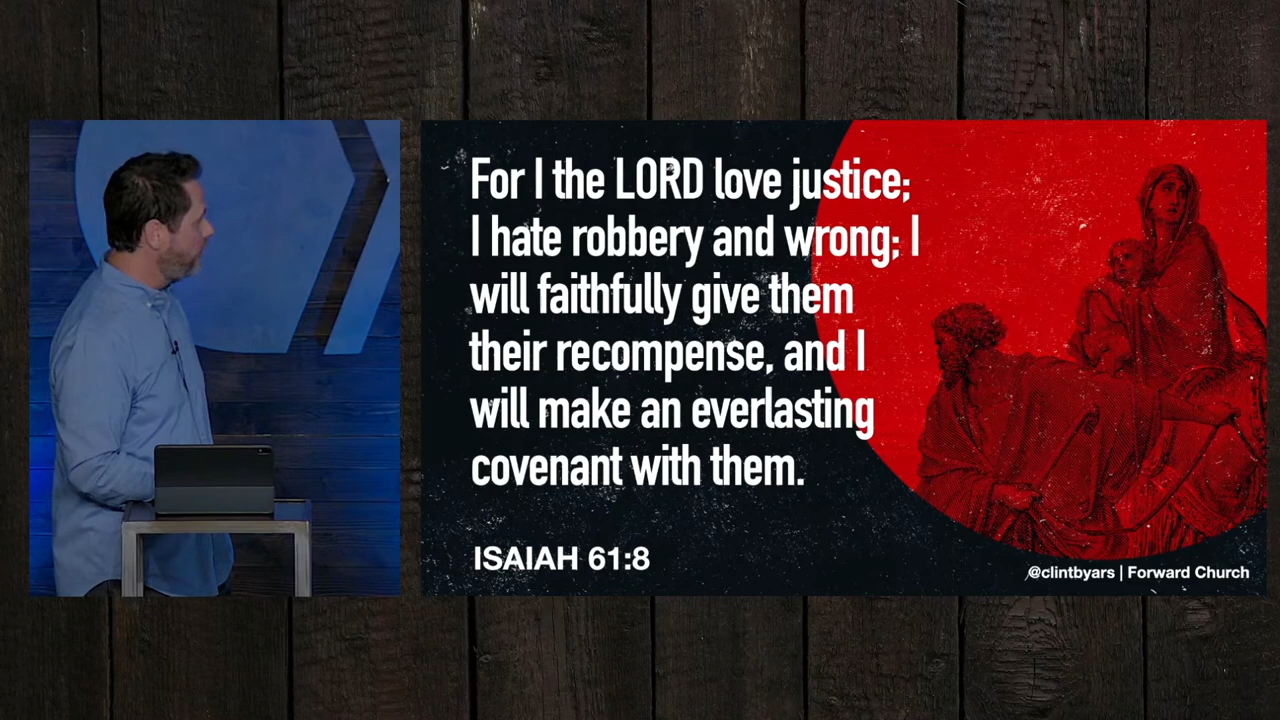 For I the LORD love justice;
I hate robbery and wrong; I
will faithfully give them
their recompense, and I
will make an everlasting
covenant with them.
ISAIAH 61:8
@clintbyars | Forward Church